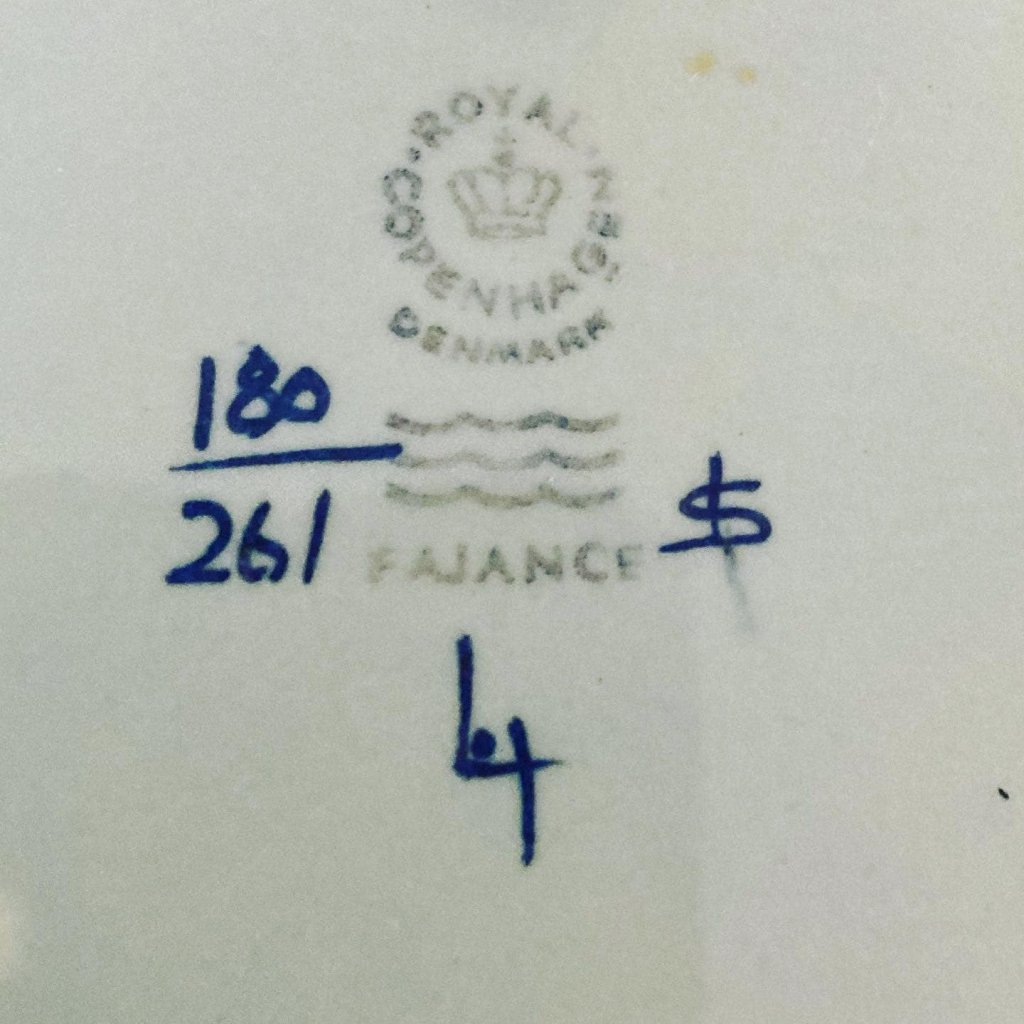 ROYAL COPENHAGEN
DENMARK
180
261
FAJANCE
$
4